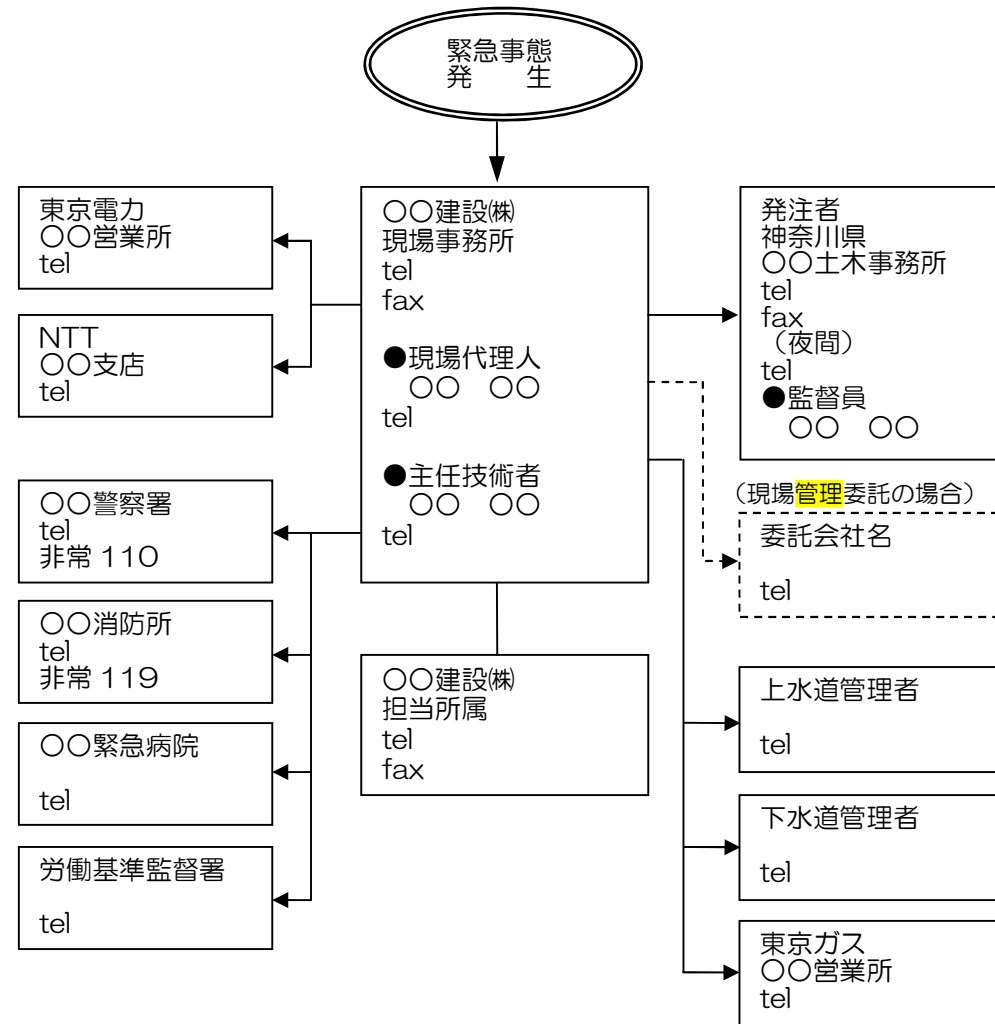 緊急事態
発　　生
東京電力
〇〇営業所
tel
NTT
〇〇支店
tel
〇〇警察署
tel
非常 110
〇〇消防所
tel
非常 119
〇〇緊急病院
tel
労働基準監督署
tel
〇〇建設㈱
現場事務所
tel
fax
●現場代理人
〇〇　〇〇
tel
●主任技術者
〇〇　〇〇
tel
〇〇建設㈱
担当所属
tel
fax
発注者
神奈川県
〇〇土木事務所
tel
fax
（夜間）
tel
●監督員
〇〇　〇〇
（現場管理委託の場合）
委託会社名
tel
上水道管理者
tel
下水道管理者
tel
東京ガス
〇〇営業所
tel